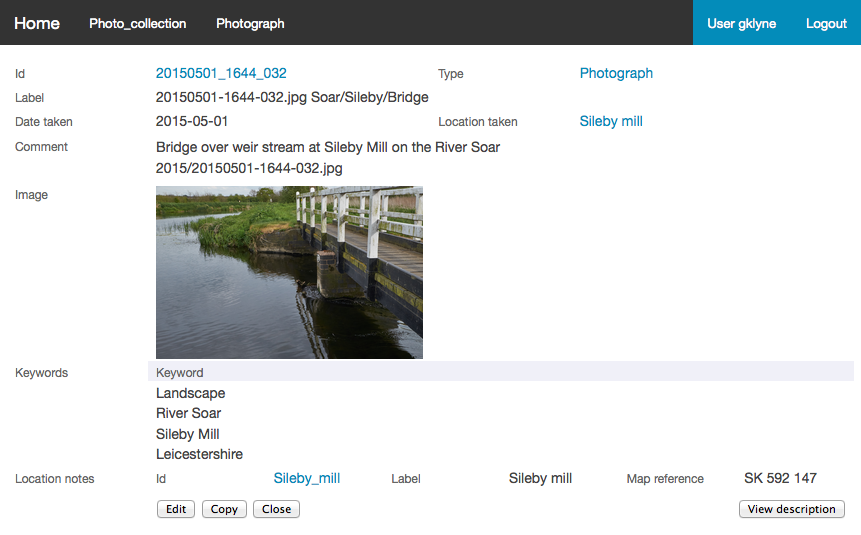 Home Photo_collection Photograph User gklyne Logout
Id 20150501_1644_032 Type Photograph
Label 20150501-1644-032.jpg Soar/Sileby/Bridge
Date taken 2015-05-01 Location taken Sileby mill
Comment Bridge over weir stream at Sileby Mill on the River Soar
2015/20150501-1644-032.jpg
Image
Keywords Keyword
Landscape
River Soar
Sileby Mill
Leicestershire
Location notes Id Sileby_mill Label Sileby mill Map reference SK 592 147
Edit Copy Close View description